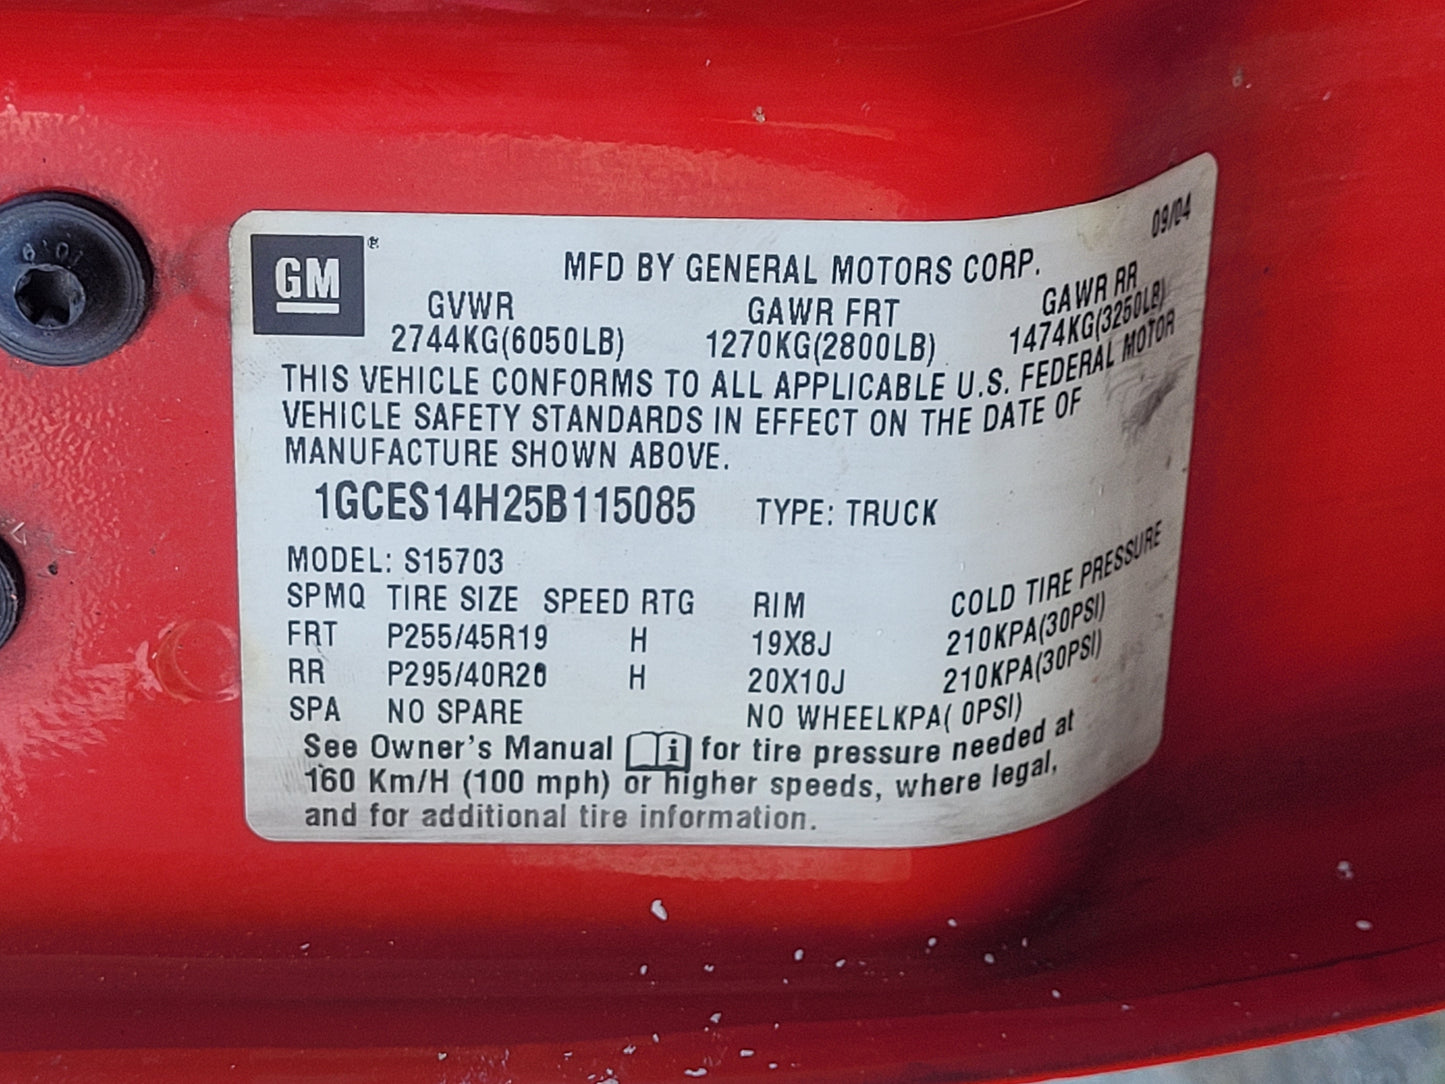 09/04
GM ®
MFD BY GENERAL MOTORS CORP.
GVWR GAWR FRT GAWR RR
2744KG(6050LB) 1270KG(2800LB) 1474KG(3250LB)
THIS VEHICLE CONFORMS TO ALL APPLICABLE U.S. FEDERAL MOTOR
VEHICLE SAFETY STANDARDS IN EFFECT ON THE DATE OF
MANUFACTURE SHOWN ABOVE.
1GCES14H25B115085 TYPE: TRUCK
MODEL: S15703
SPMQ TIRE SIZE SPEED RTG RIM COLD TIRE PRESSURE
FRT P255/45R19 H 19X8J 210KPA(30PSI)
RR P295/40R20 H 20X10J 210KPA(30PSI)
SPA NO SPARE NO WHEELKPA( 0PSI)
See Owner's Manual i for tire pressure needed at
160 Km/H (100 mph) or higher speeds, where legal,
and for additional tire information.